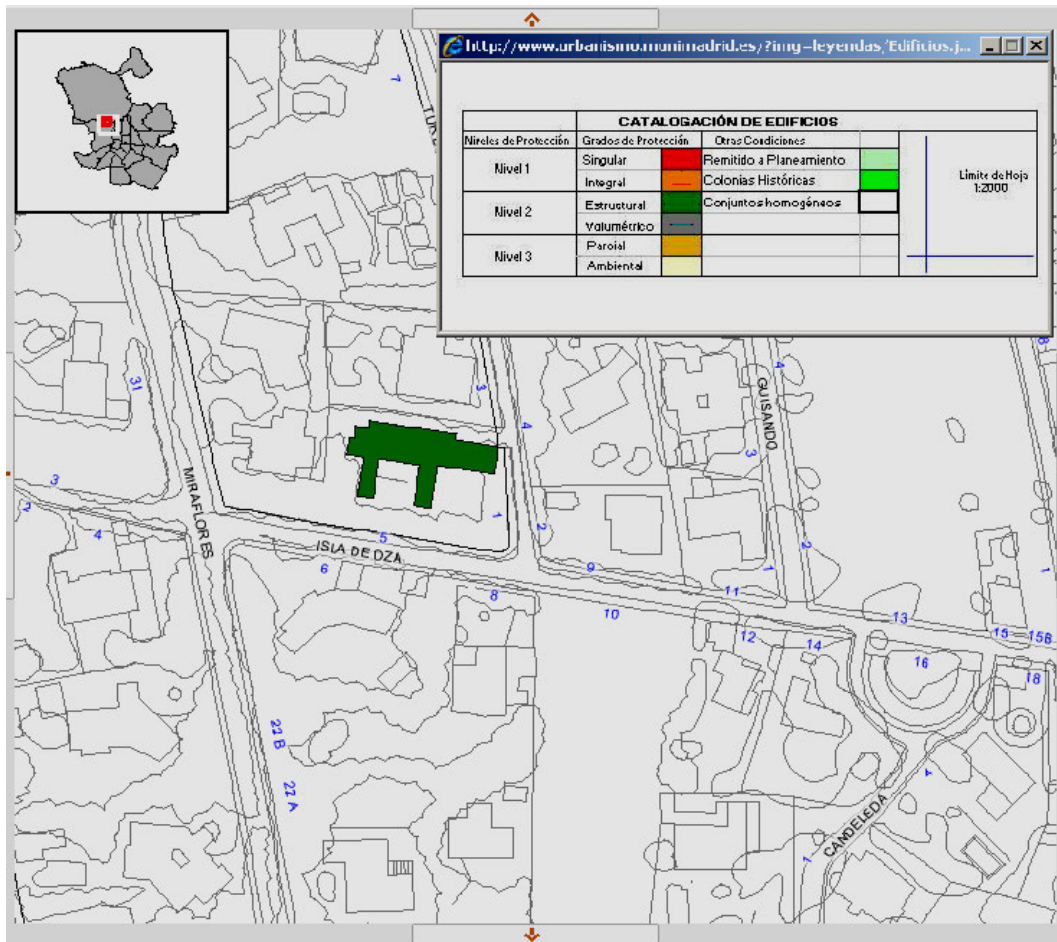 http://www.urbanismo.munimadrid.es/?img=leyendas/Edificios.j...
CATALOGACIÓN DE EDIFICIOS
Niveles de Protección Grados de Protección Otras Condiciones
Nivel 1
Singular Remitido a Planeamiento
Integral Colonias Históricas
Nivel 2
Estructural Conjuntos homogéneos
Volumétrico
Nivel 3
Parcial
Ambiental
Límite de Hoja
1:2000
7
31
3
4
GUISANDO
4
3
8
3
2
4
MIRAFLORES
5
ISLA DE OZA
1
2
6
8
9
10
11
1
2
12
13
14
15
15B
1
16
18
22 B
22 A
CANDELEDA
4
1